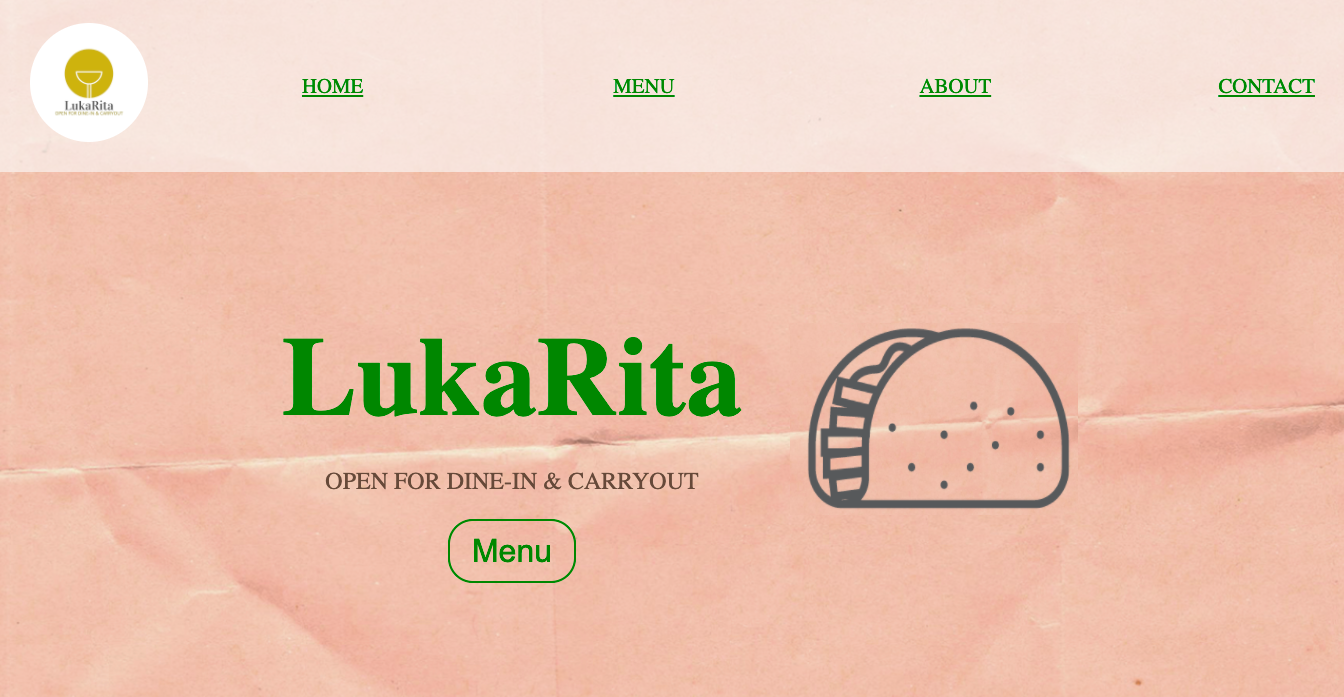 LukaRita
OPEN FOR DINE-IN & CARRYOUT
HOME
MENU
ABOUT
CONTACT
LukaRita
OPEN FOR DINE-IN & CARRYOUT
Menu